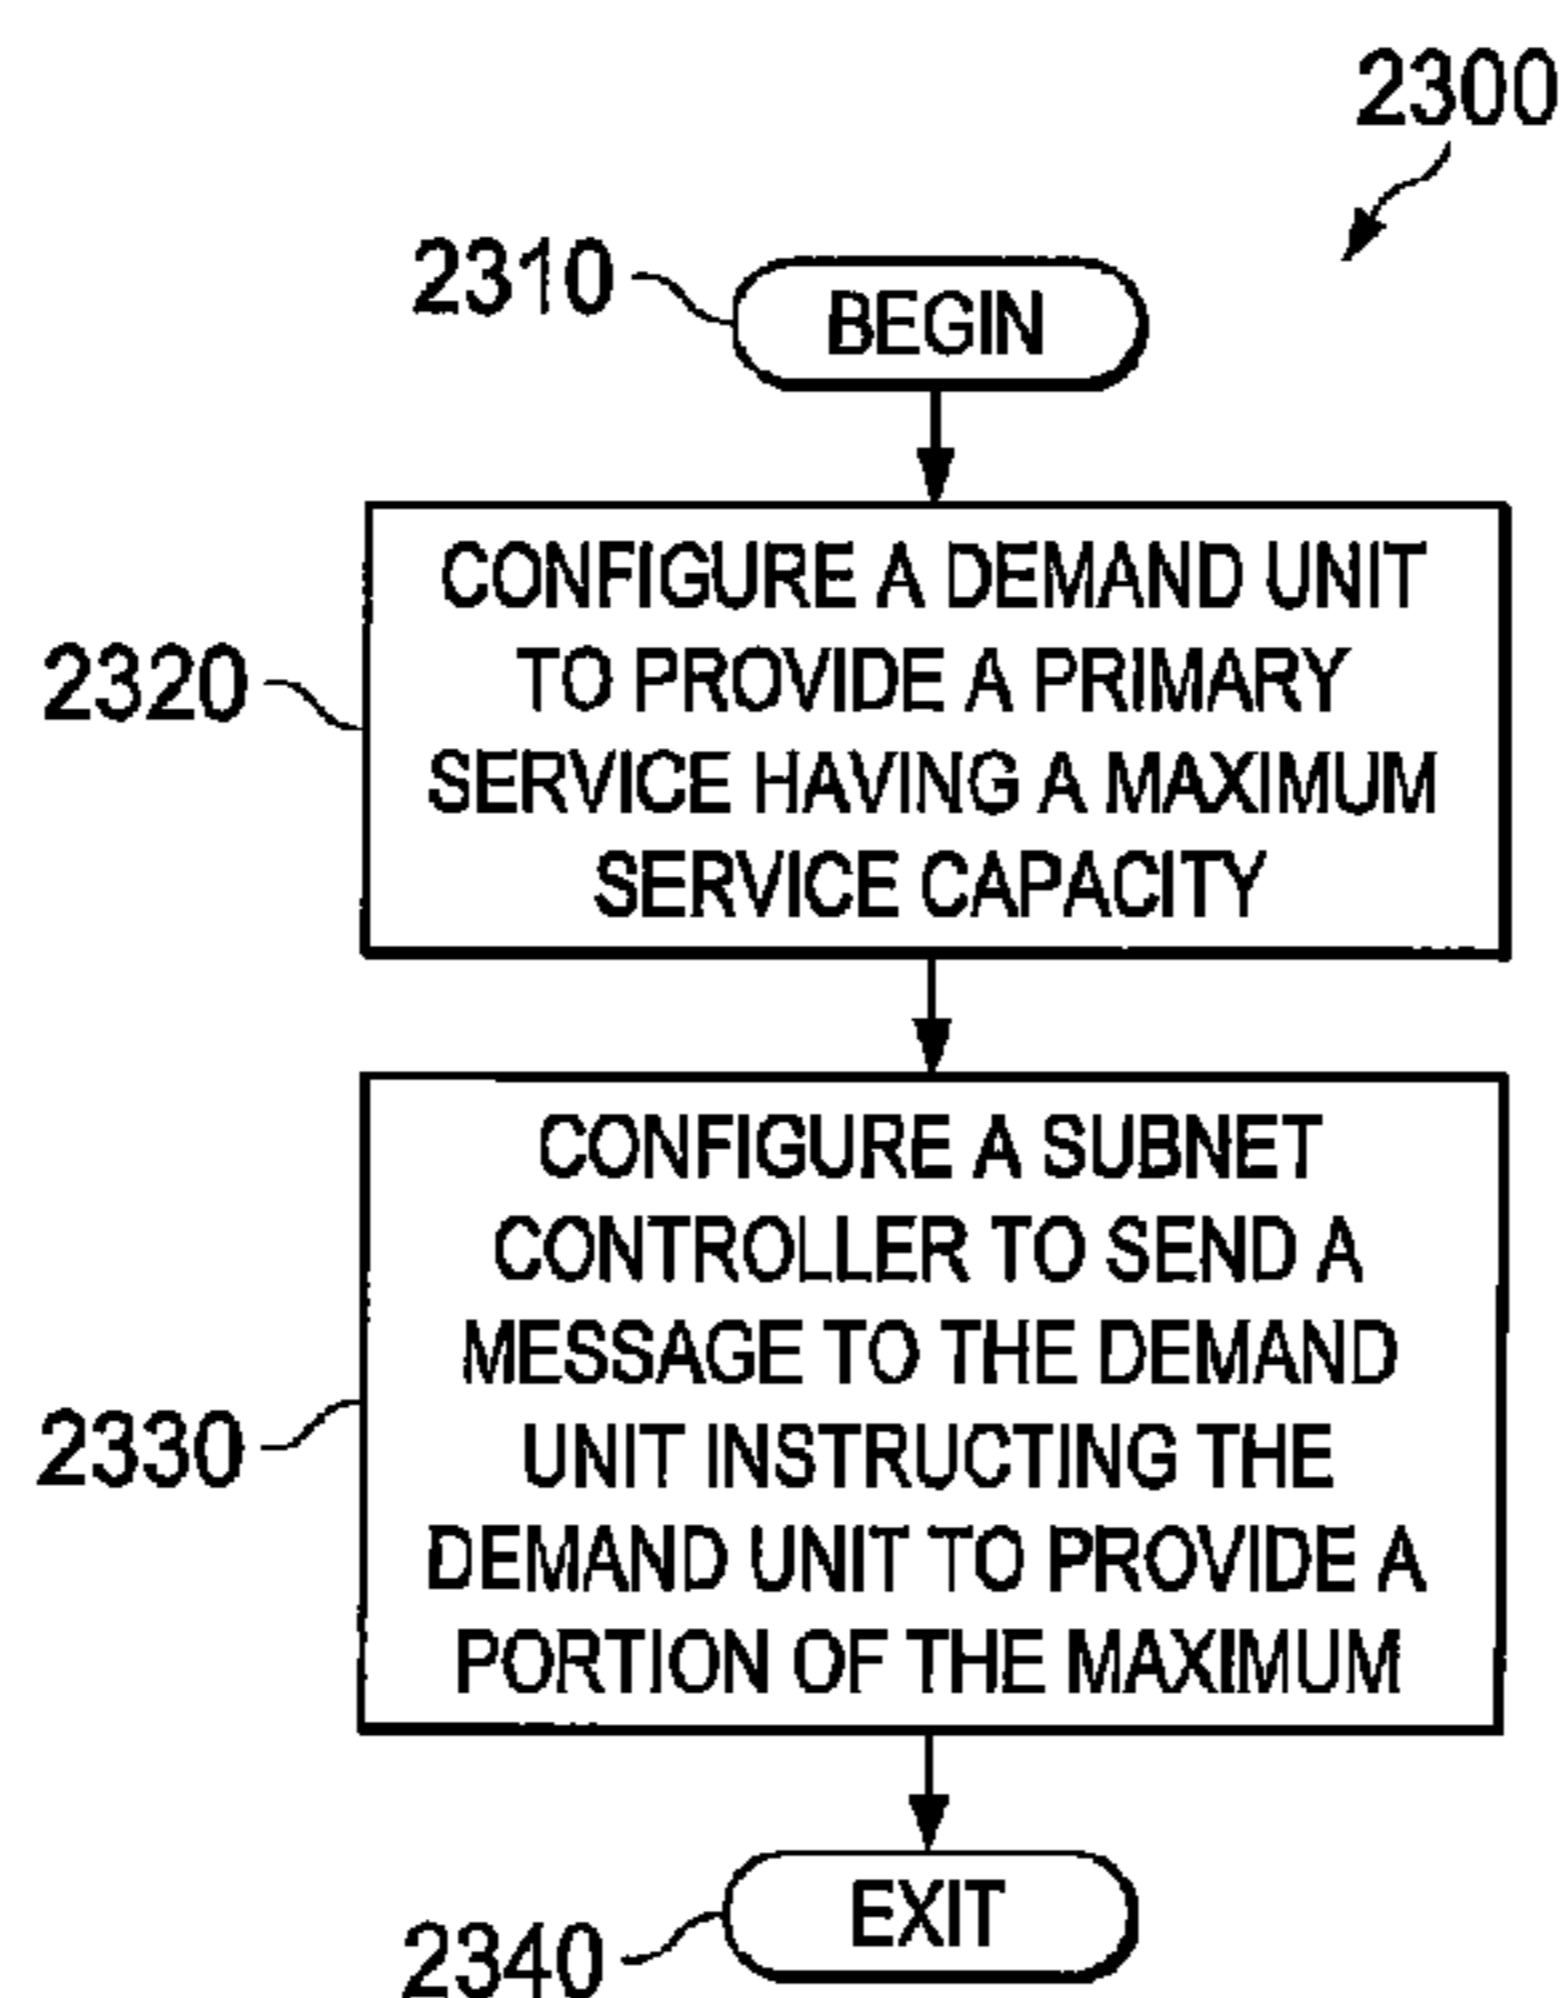 2300
2310
BEGIN
CONFIGURE A DEMAND UNIT
TO PROVIDE A PRIMARY
SERVICE HAVING A MAXIMUM
SERVICE CAPACITY
2320
CONFIGURE A SUBNET
CONTROLLER TO SEND A
MESSAGE TO THE DEMAND
UNIT INSTRUCTING THE
DEMAND UNIT TO PROVIDE A
PORTION OF THE MAXIMUM
2330
EXIT
2340